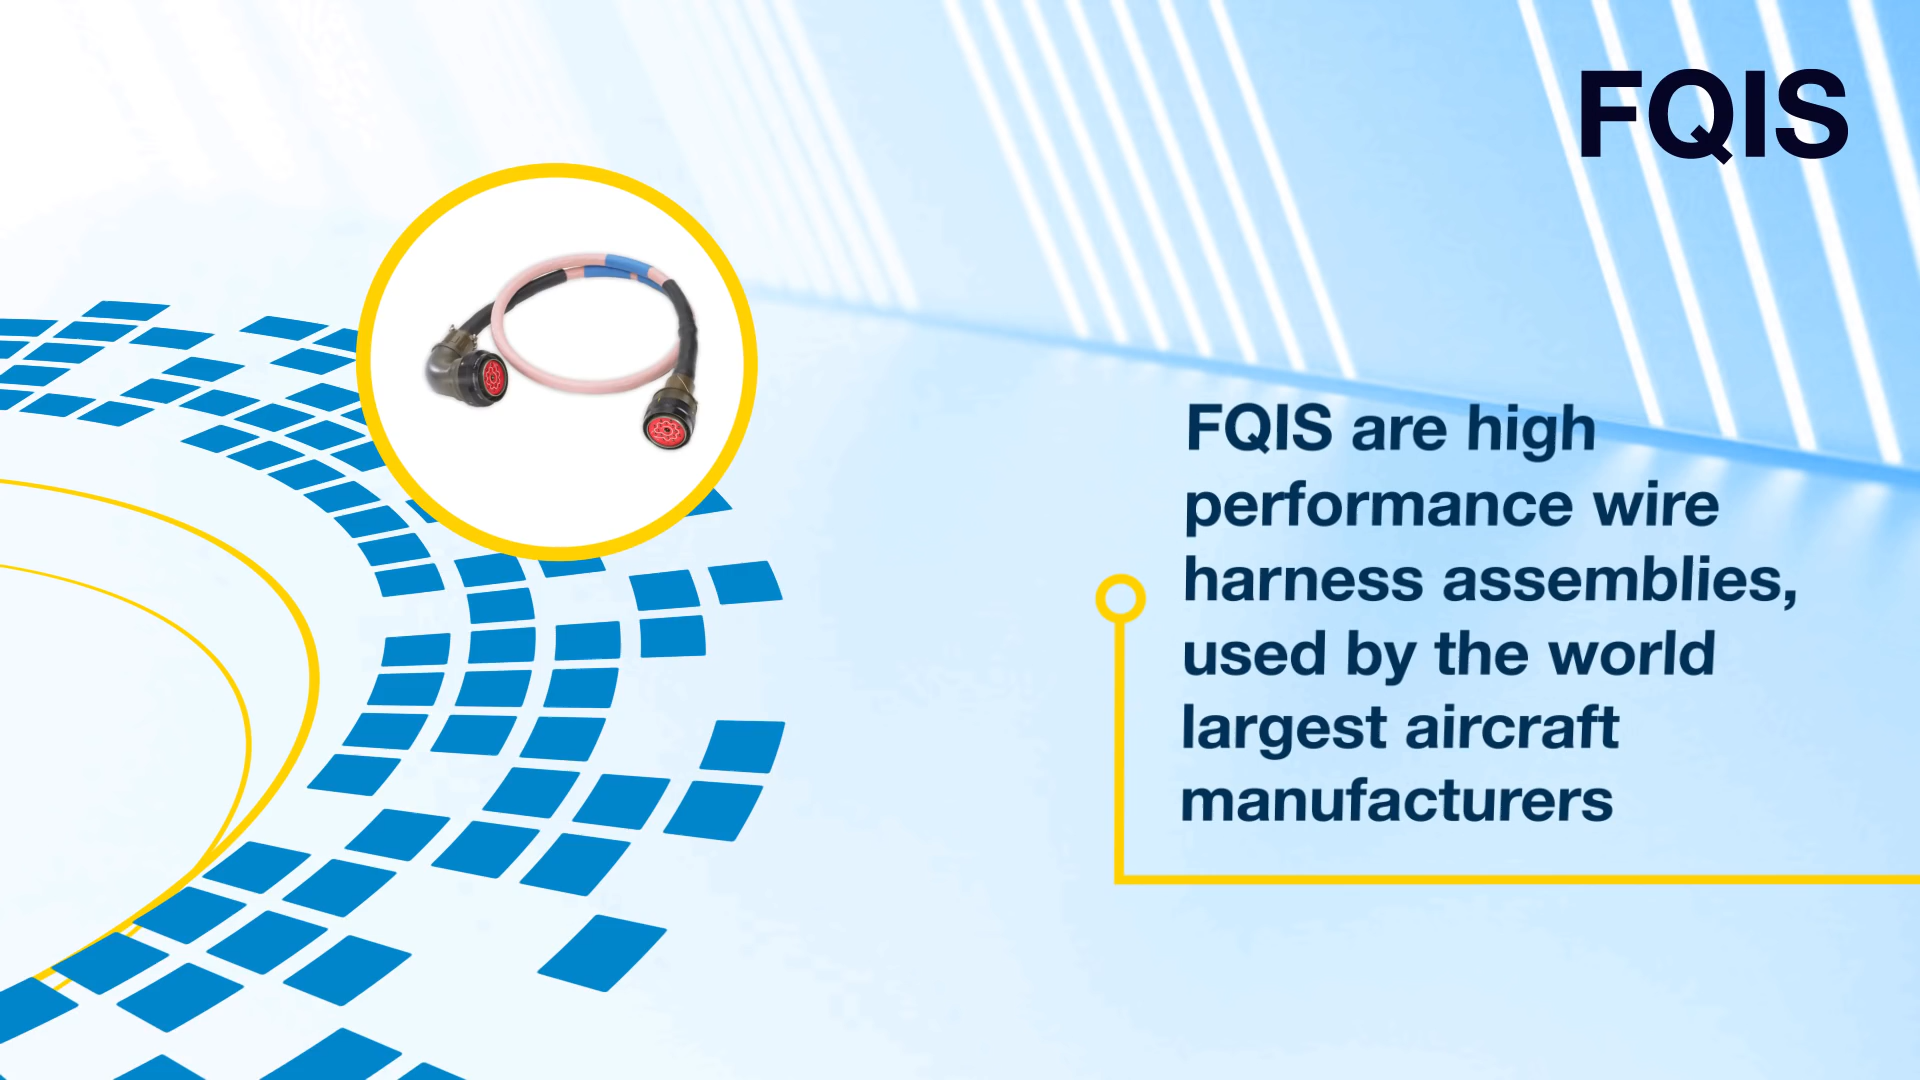 FQIS
FQIS are high
performance wire
harness assemblies,
used by the world
largest aircraft
manufacturers